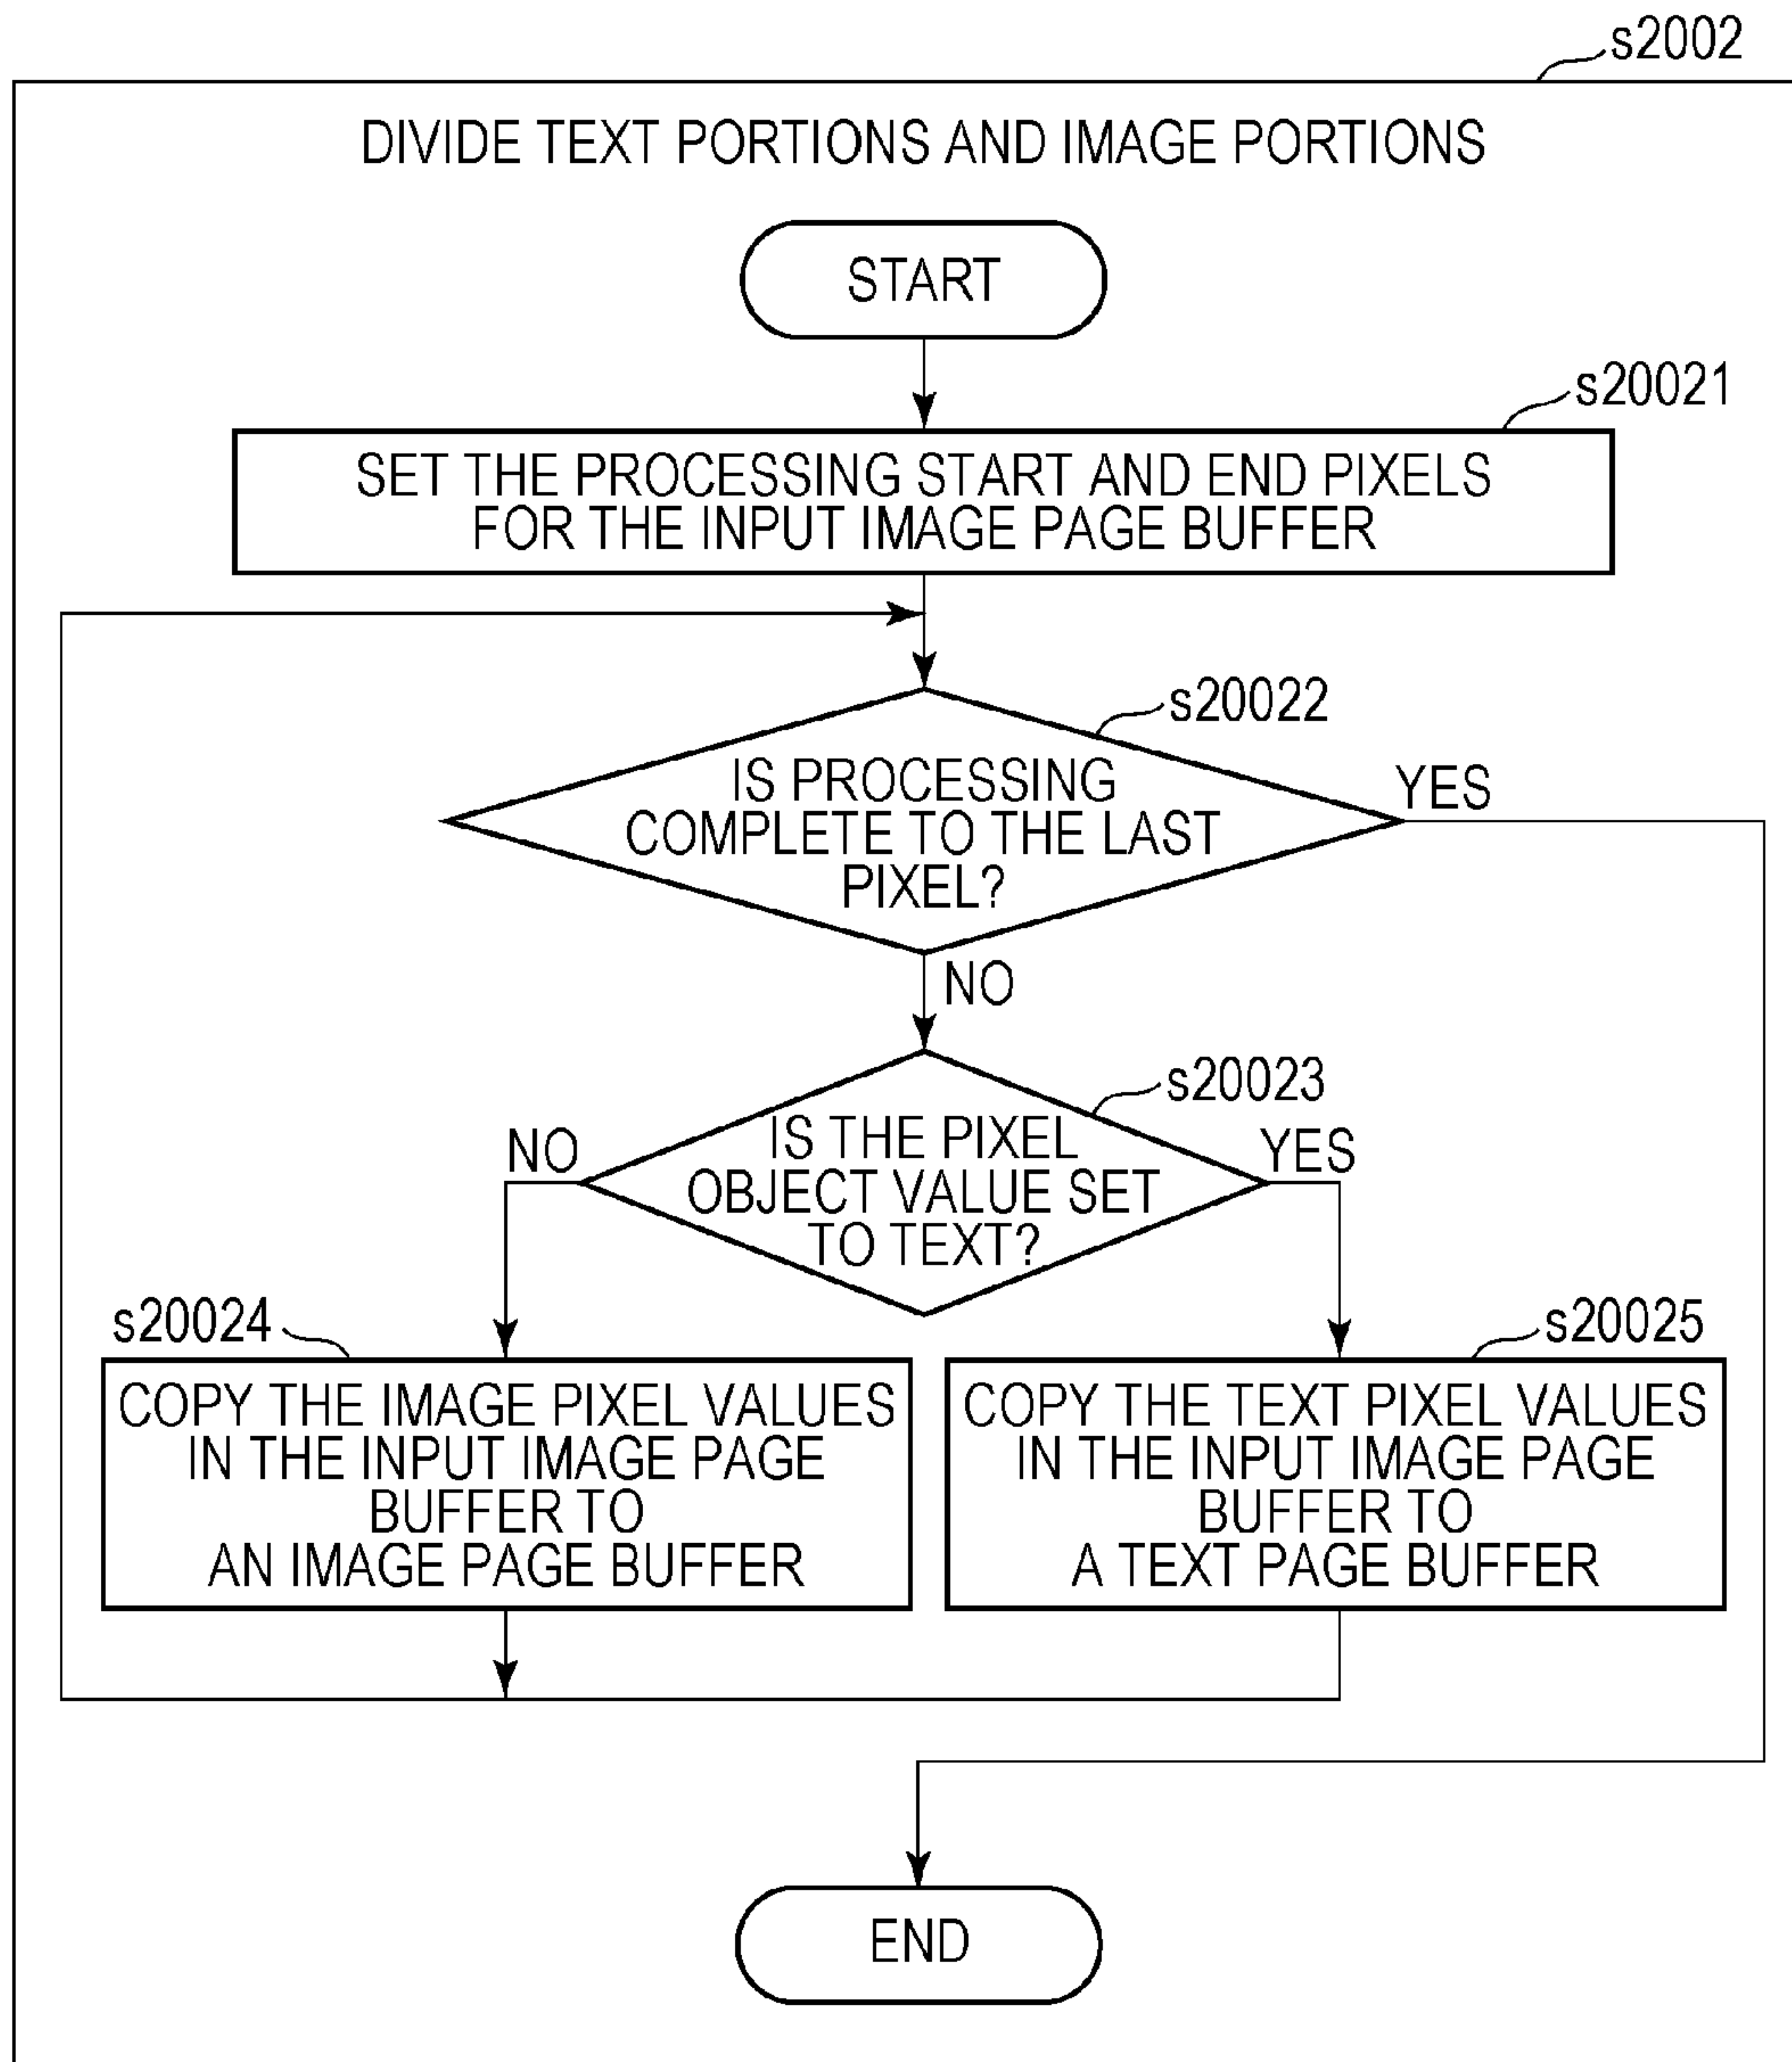 s2002
DIVIDE TEXT PORTIONS AND IMAGE PORTIONS
START
s20021
SET THE PROCESSING START AND END PIXELS
FOR THE INPUT IMAGE PAGE BUFFER
s20022
IS PROCESSING
COMPLETE TO THE LAST
PIXEL?
YES
NO
s20023
IS THE PIXEL
OBJECT VALUE SET
TO TEXT?
NO
YES
s20024
COPY THE IMAGE PIXEL VALUES
IN THE INPUT IMAGE PAGE
BUFFER TO
AN IMAGE PAGE BUFFER
s20025
COPY THE TEXT PIXEL VALUES
IN THE INPUT IMAGE PAGE
BUFFER TO
A TEXT PAGE BUFFER
END